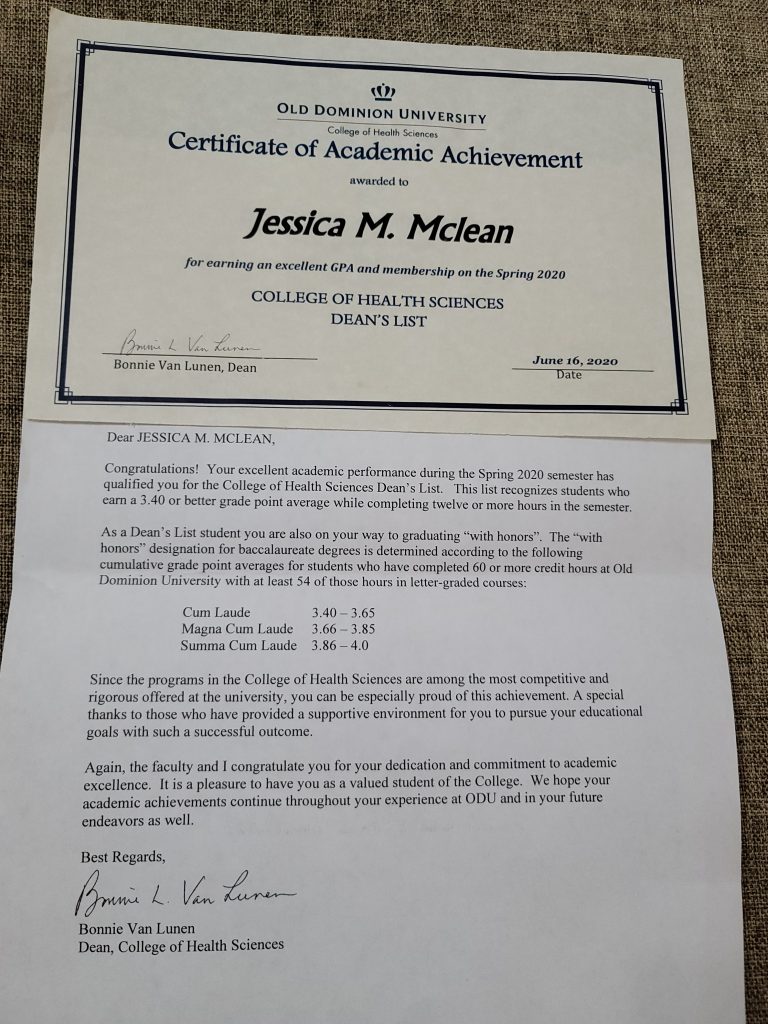 OLD DOMINION UNIVERSITY
College of Health Sciences
Certificate of Academic Achievement
awarded to
Jessica M. Mclean
for earning an excellent GPA and membership on the Spring 2020
COLLEGE OF HEALTH SCIENCES
DEAN'S LIST
Bonnie L Van Lunen
Bonnie Van Lunen, Dean
June 16, 2020
Date
Dear JESSICA M. MCLEAN,
Congratulations! Your excellent academic performance during the Spring 2020 semester has
qualified you for the College of Health Sciences Dean's List. This list recognizes students who
earn a 3.40 or better grade point average while completing twelve or more hours in the semester.
As a Dean's List student you are also on your way to graduating "with honors". The "with
honors" designation for baccalaureate degrees is determined according to the following
cumulative grade point averages for students who have completed 60 or more credit hours at Old
Dominion University with at least 54 of those hours in letter-graded courses:
Cum Laude 3.40 – 3.65
Magna Cum Laude 3.66 – 3.85
Summa Cum Laude 3.86 – 4.0
Since the programs in the College of Health Sciences are among the most competitive and
rigorous offered at the university, you can be especially proud of this achievement. A special
thanks to those who have provided a supportive environment for you to pursue your educational
goals with such a successful outcome.
Again, the faculty and I congratulate you for your dedication and commitment to academic
excellence. It is a pleasure to have you as a valued student of the College. We hope your
academic achievements continue throughout your experience at ODU and in your future
endeavors as well.
Best Regards,
Bonnie L. Van Lunen
Bonnie Van Lunen
Dean, College of Health Sciences